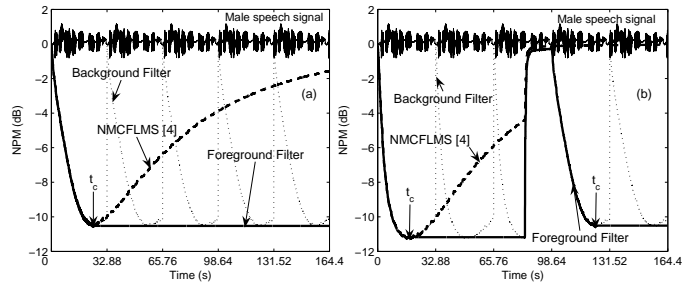 Male speech signal
Background Filter
(a)
NMCFLMS [4]
Foreground Filter
t_c
NPM (dB)
2
0
−2
−4
−6
−8
−10
−12
0
32.88
65.76
98.64
131.52
164.4
Time (s)
Male speech signal
Background Filter
(b)
NMCFLMS [4]
t_c
t_c
Foreground Filter
NPM (dB)
2
0
−2
−4
−6
−8
−10
−12
0
32.88
65.76
98.64
131.52
164.4
Time (s)